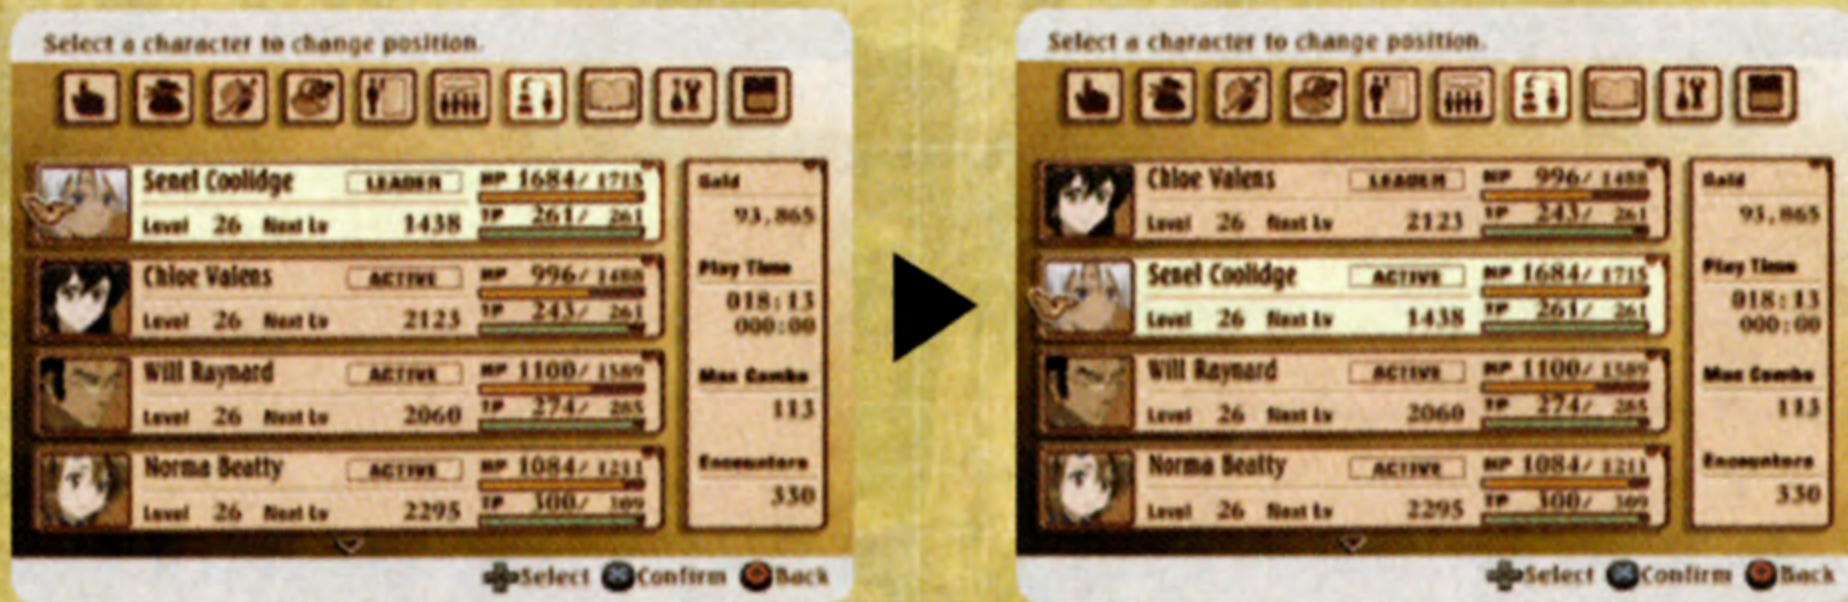 Select a character to change position.
Senel Coolidge LEADER HP 1684/ 1715
Level 26 Next Lv 1438 TP 261/ 261
Chloe Valens ACTIVE HP 996/ 1488
Level 26 Next Lv 2123 TP 243/ 261
Will Raynard ACTIVE HP 1100/ 1589
Level 26 Next Lv 2060 TP 274/
Norma Beatty ACTIVE HP 1084/ 1211
Level 26 Next Lv 2295 TP 300/ 309
Gald
93,865
Play Time
018:13
000:00
Max Combo
113
Encounters
330
Select Confirm Back
Select a character to change position.
Chloe Valens LEADER HP 996/ 1488
Level 26 Next Lv 2123 TP 243/ 261
Senel Coolidge ACTIVE HP 1684/ 1715
Level 26 Next Lv 1438 TP 261/ 261
Will Raynard ACTIVE HP 1100/ 1589
Level 26 Next Lv 2060 TP 274/
Norma Beatty ACTIVE HP 1084/ 1211
Level 26 Next Lv 2295 TP 300/ 309
Gald
93,865
Play Time
018:13
000:00
Max Combo
113
Encounters
330
Select Confirm Back